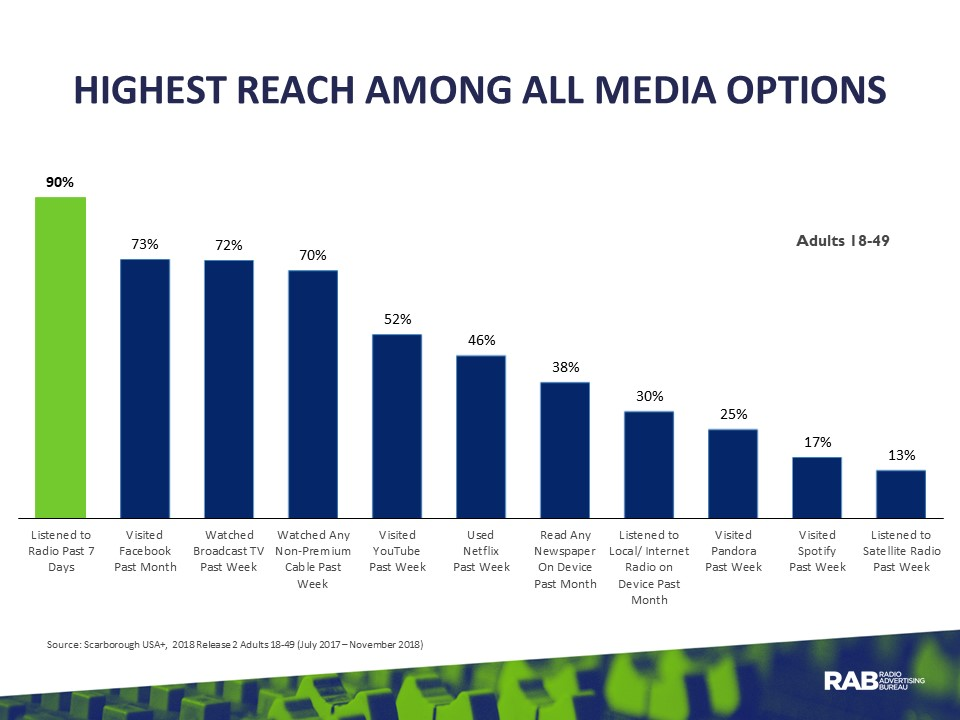 HIGHEST REACH AMONG ALL MEDIA OPTIONS
90%
73%
72%
70%
52%
46%
38%
30%
25%
17%
13%
Adults 18-49
Listened to
Radio Past 7
Days
Visited
Facebook
Past Month
Watched
Broadcast TV
Past Week
Watched Any
Non-Premium
Cable Past
Week
Visited
YouTube
Past Week
Used
Netflix
Past Week
Read Any
Newspaper
On Device
Past Month
Listened to
Local/ Internet
Radio on
Device Past
Month
Visited
Pandora
Past Week
Visited
Spotify
Past Week
Listened to
Satellite Radio
Past Week
Source: Scarborough USA+, 2018 Release 2 Adults 18-49 (July 2017 – November 2018)
RAB RADIO
ADVERTISING
BUREAU